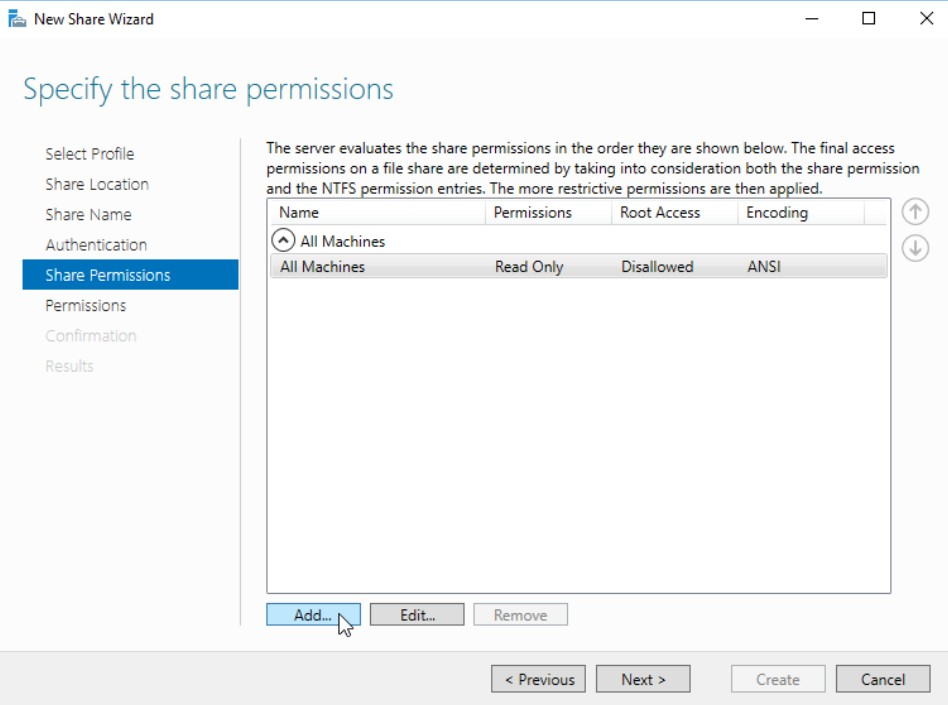 New Share Wizard
Specify the share permissions
Select Profile
Share Location
Share Name
Authentication
Share Permissions
Permissions
Confirmation
Results
The server evaluates the share permissions in the order they are shown below. The final access
permissions on a file share are determined by taking into consideration both the share permission
and the NTFS permission entries. The more restrictive permissions are then applied.
Name Permissions Root Access Encoding
All Machines
All Machines Read Only Disallowed ANSI
Add... Edit... Remove
< Previous Next > Create Cancel